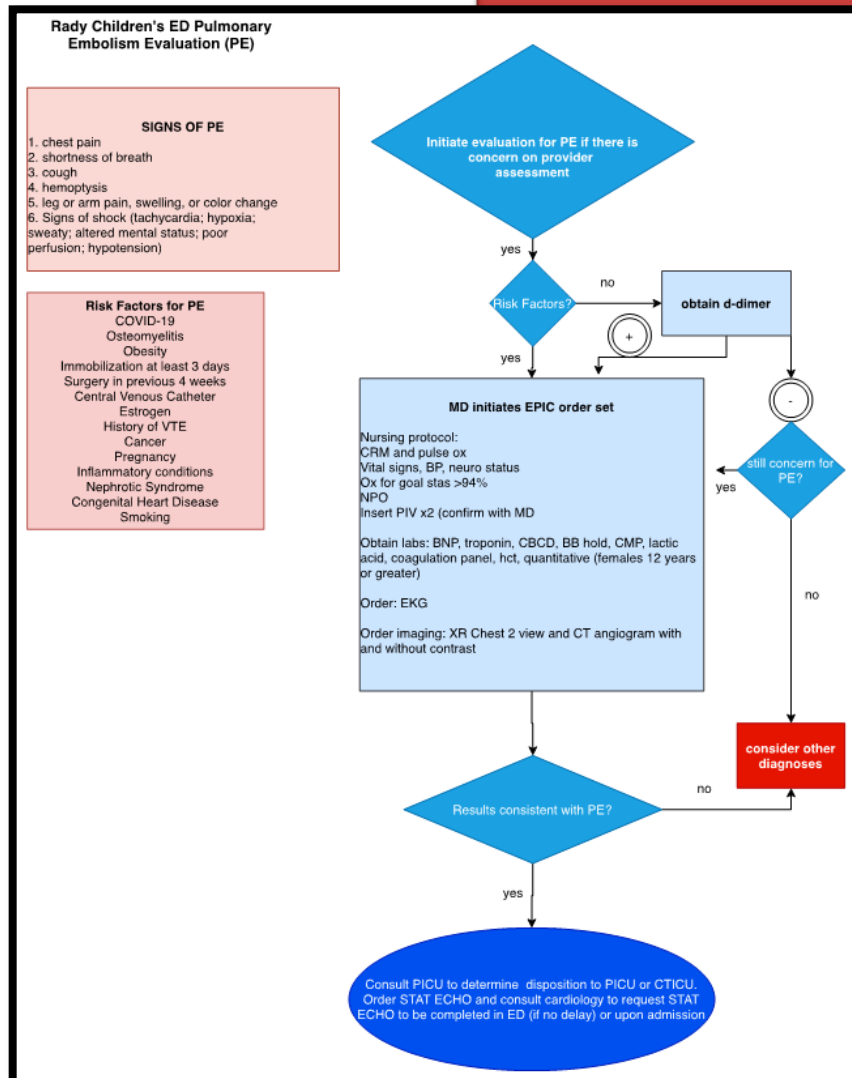 Rady Children's ED Pulmonary
Embolism Evaluation (PE)
SIGNS OF PE
1. chest pain
2. shortness of breath
3. cough
4. hemoptysis
5. leg or arm pain, swelling, or color change
6. Signs of shock (tachycardia; hypoxia;
sweaty; altered mental status; poor
perfusion; hypotension)
Risk Factors for PE
COVID-19
Osteomyelitis
Obesity
Immobilization at least 3 days
Surgery in previous 4 weeks
Central Venous Catheter
Estrogen
History of VTE
Cancer
Pregnancy
Inflammatory conditions
Nephrotic Syndrome
Congenital Heart Disease
Smoking
Initiate evaluation for PE if there is
concern on provider
assessment
yes
Risk Factors?
no
obtain d-dimer
+
-
yes
still concern for
PE?
yes
no
MD initiates EPIC order set
Nursing protocol:
CRM and pulse ox
Vital signs, BP, neuro status
Ox for goal stas >94%
NPO
Insert PIV x2 (confirm with MD
Obtain labs: BNP, troponin, CBCD, BB hold, CMP, lactic
acid, coagulation panel, hct, quantitative (females 12 years
or greater)
Order: EKG
Order imaging: XR Chest 2 view and CT angiogram with
and without contrast
consider other
diagnoses
Results consistent with PE?
no
yes
Consult PICU to determine disposition to PICU or CTICU.
Order STAT ECHO and consult cardiology to request STAT
ECHO to be completed in ED (if no delay) or upon admission